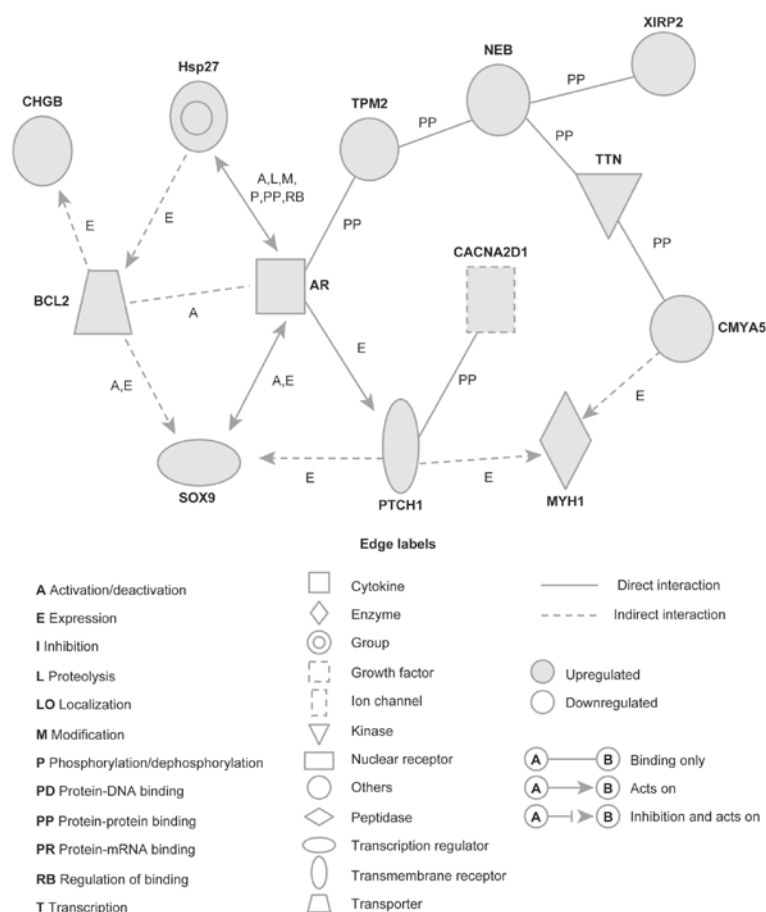 XIRP2
NEB
Hsp27
CHGB
TPM2
PP
PP
PP
TTN
A,L,M,
P,PP,RB
E
E
PP
PP
CACNA2D1
BCL2
AR
A
CMYA5
E
A,E
A,E
PP
E
E
E
SOX9
PTCH1
MYH1
Edge labels
A Activation/deactivation
E Expression
I Inhibition
L Proteolysis
LO Localization
M Modification
P Phosphorylation/dephosphorylation
PD Protein-DNA binding
PP Protein-protein binding
PR Protein-mRNA binding
RB Regulation of binding
T Transcription
Cytokine
Enzyme
Group
Growth factor
Ion channel
Kinase
Nuclear receptor
Others
Peptidase
Transcription regulator
Transmembrane receptor
Transporter
Direct interaction
Indirect interaction
Upregulated
Downregulated
A B Binding only
A B Acts on
A B Inhibition and acts on